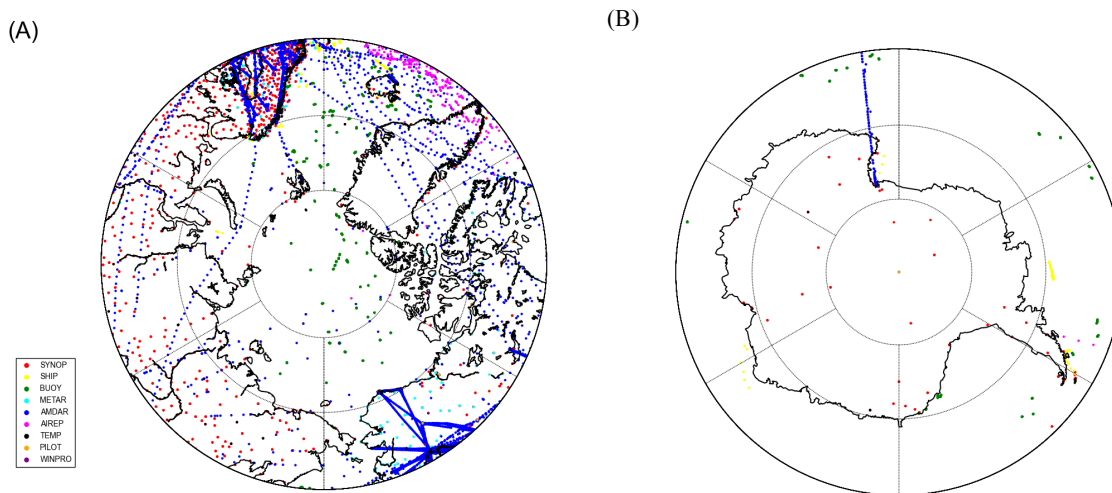 (A)
(B)
SYNOP
SHIP
BUOY
METAR
AMDAR
AIREP
TEMP
PILOT
WINPRO